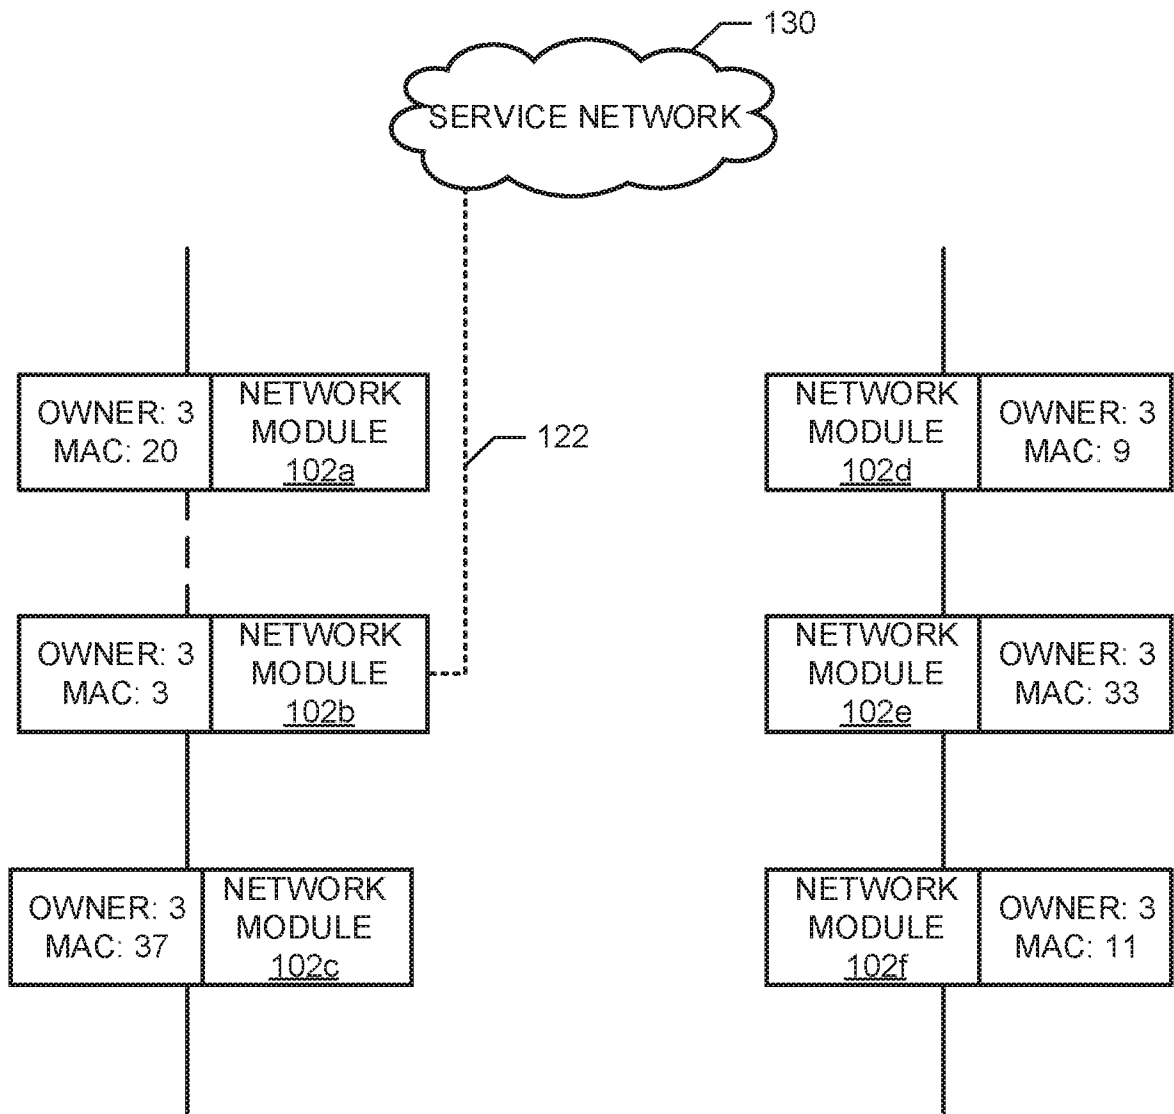 130
SERVICE NETWORK
122
OWNER: 3
MAC: 20
NETWORK
MODULE
102a
NETWORK
MODULE
102d
OWNER: 3
MAC: 9
OWNER: 3
MAC: 3
NETWORK
MODULE
102b
NETWORK
MODULE
102e
OWNER: 3
MAC: 33
OWNER: 3
MAC: 37
NETWORK
MODULE
102c
NETWORK
MODULE
102f
OWNER: 3
MAC: 11